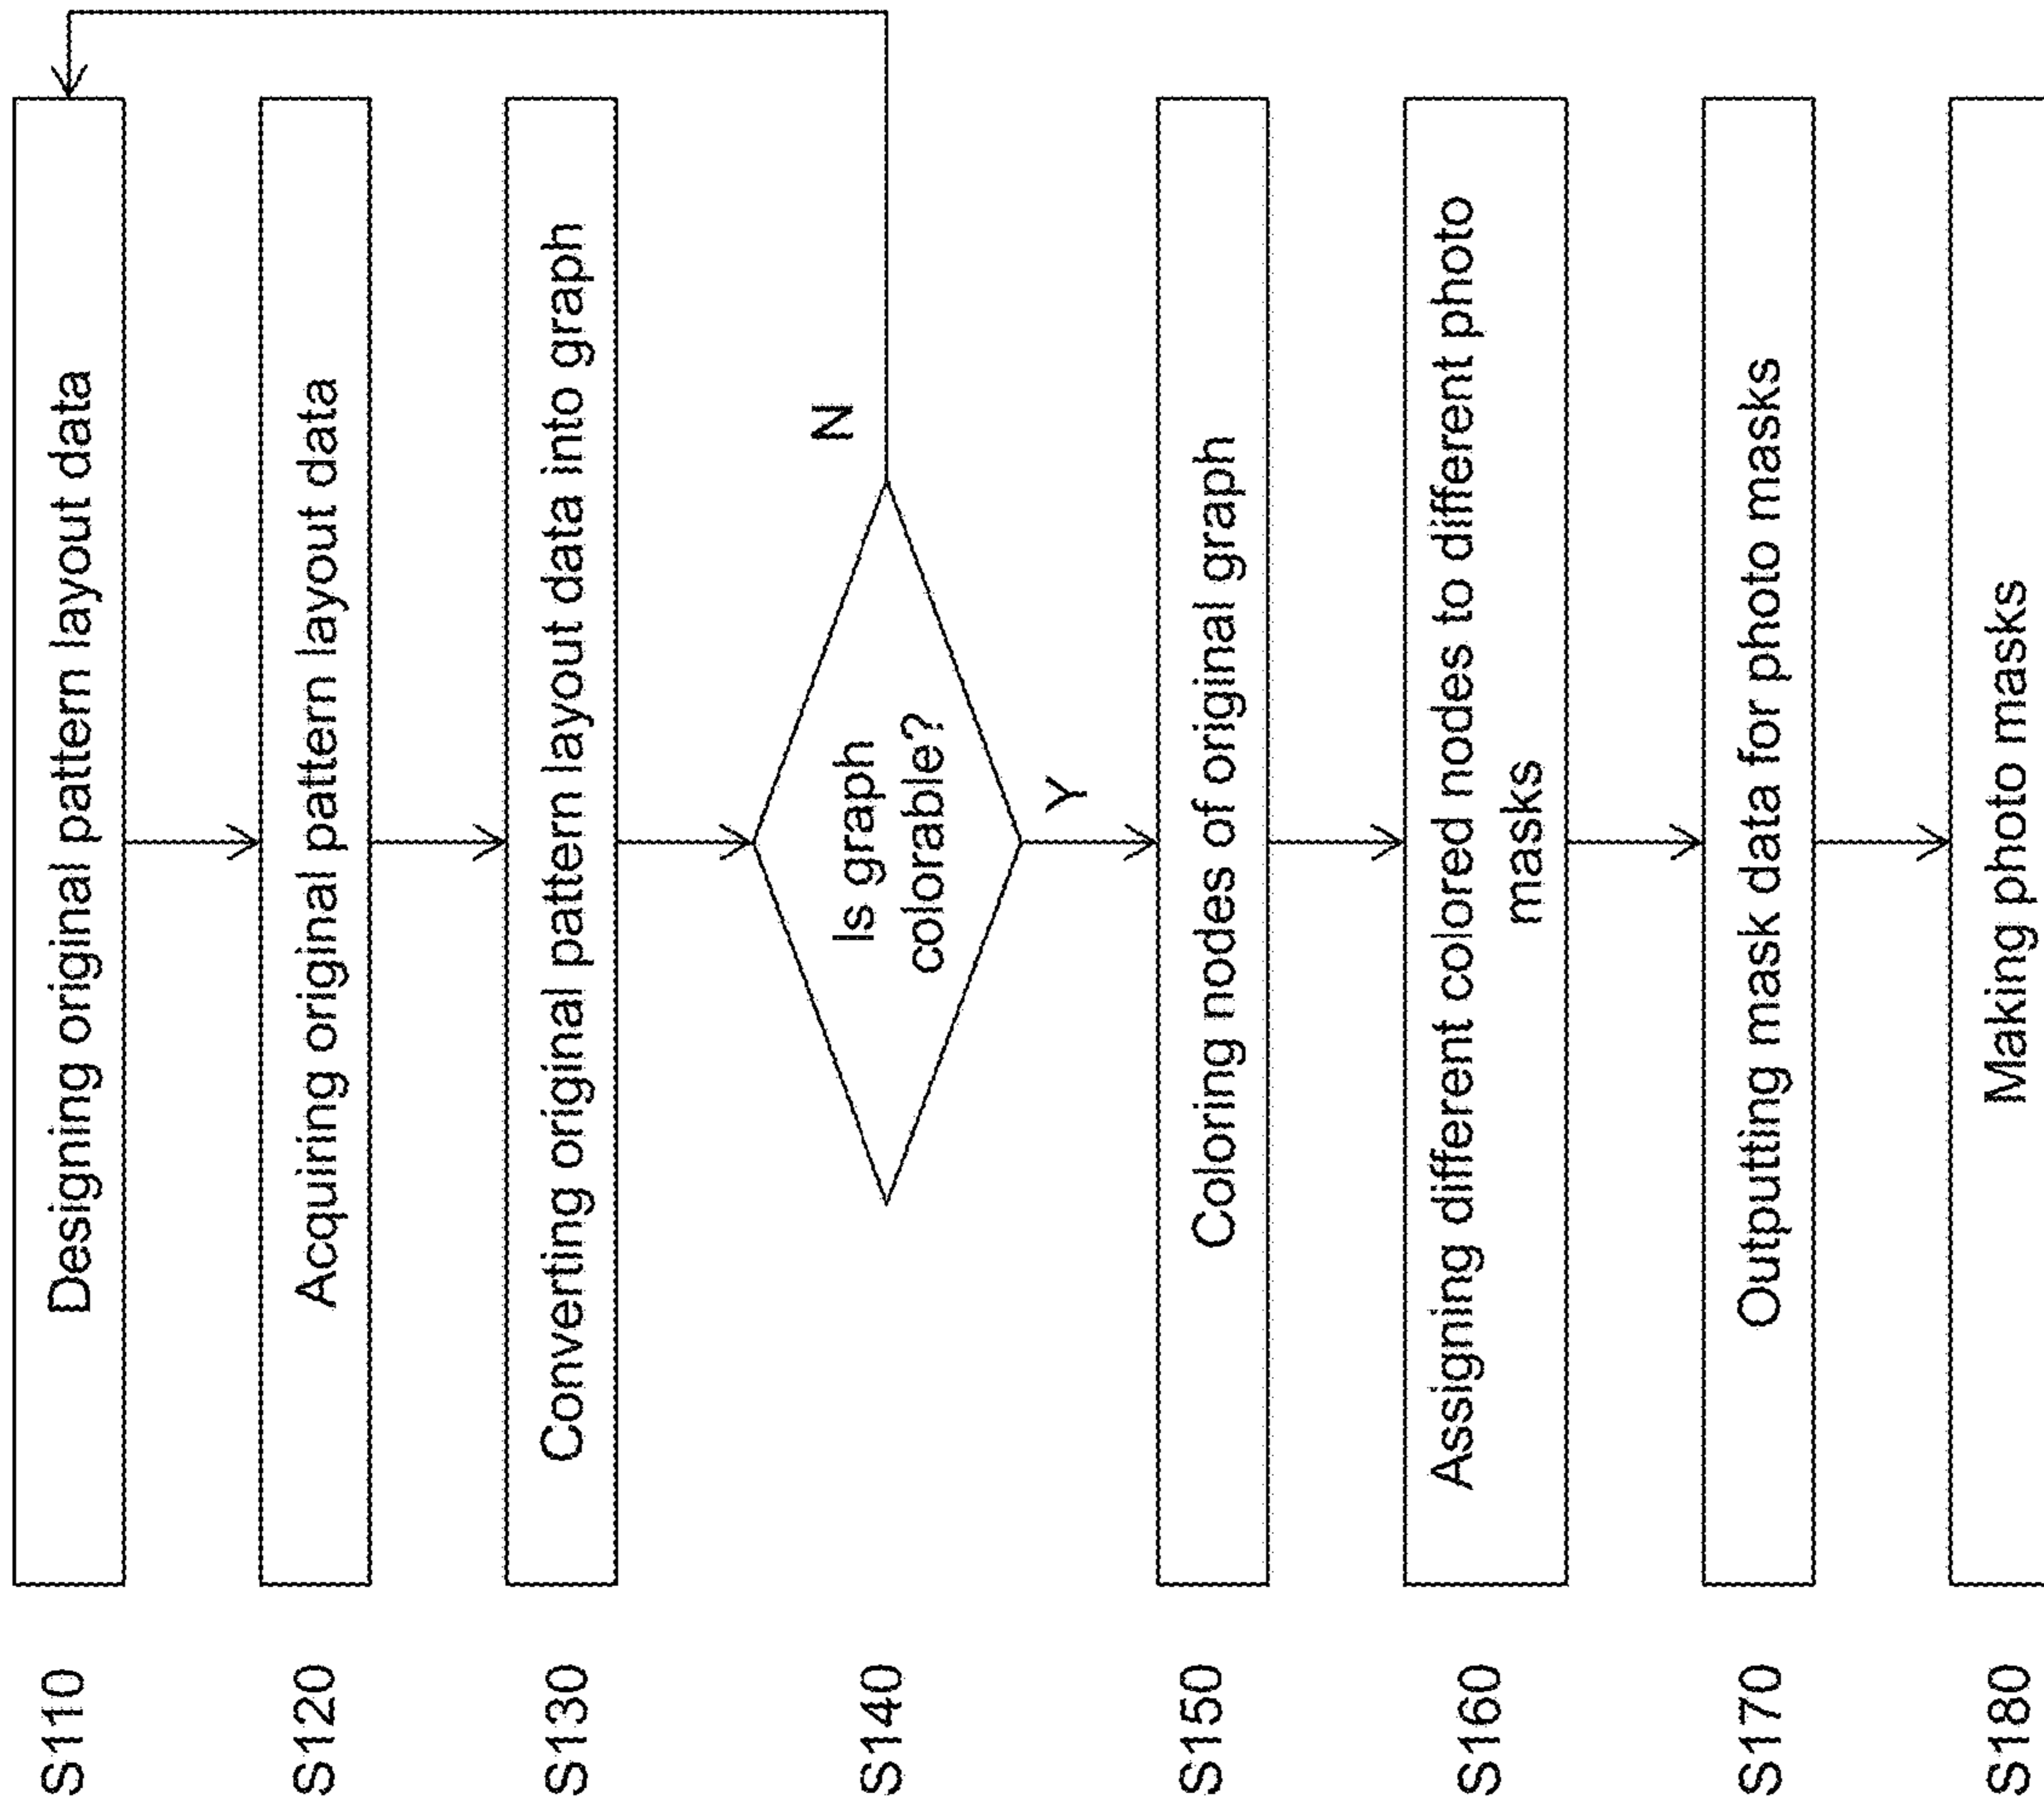 S110
Designing original pattern layout data
S120
Acquiring original pattern layout data
S130
Converting original pattern layout data into graph
S140
Is graph
colorable?
N
Y
S150
Coloring nodes of original graph
S160
Assigning different colored nodes to different photo
masks
S170
Outputting mask data for photo masks
S180
Making photo masks